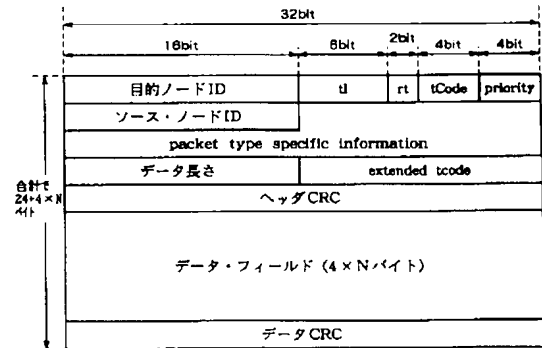 32bit
16bit 6bit 2bit 4bit 4bit
目的ノードID tl rt tCode priority
ソース・ノードID
packet type specific information
データ長さ extended tcode
合計で
24+4×N
バイト
ヘッダCRC
データ・フィールド (4×Nバイト)
データCRC